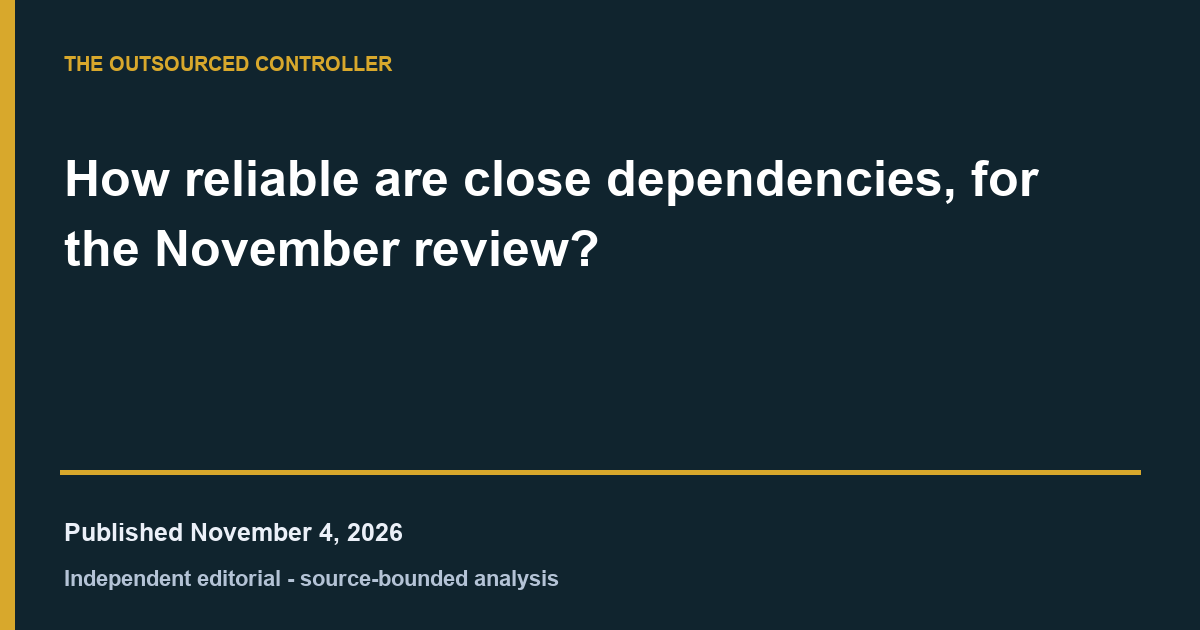 THE OUTSOURCED CONTROLLER
How reliable are close dependencies, for
the November review?
Published November 4, 2026
Independent editorial - source-bounded analysis